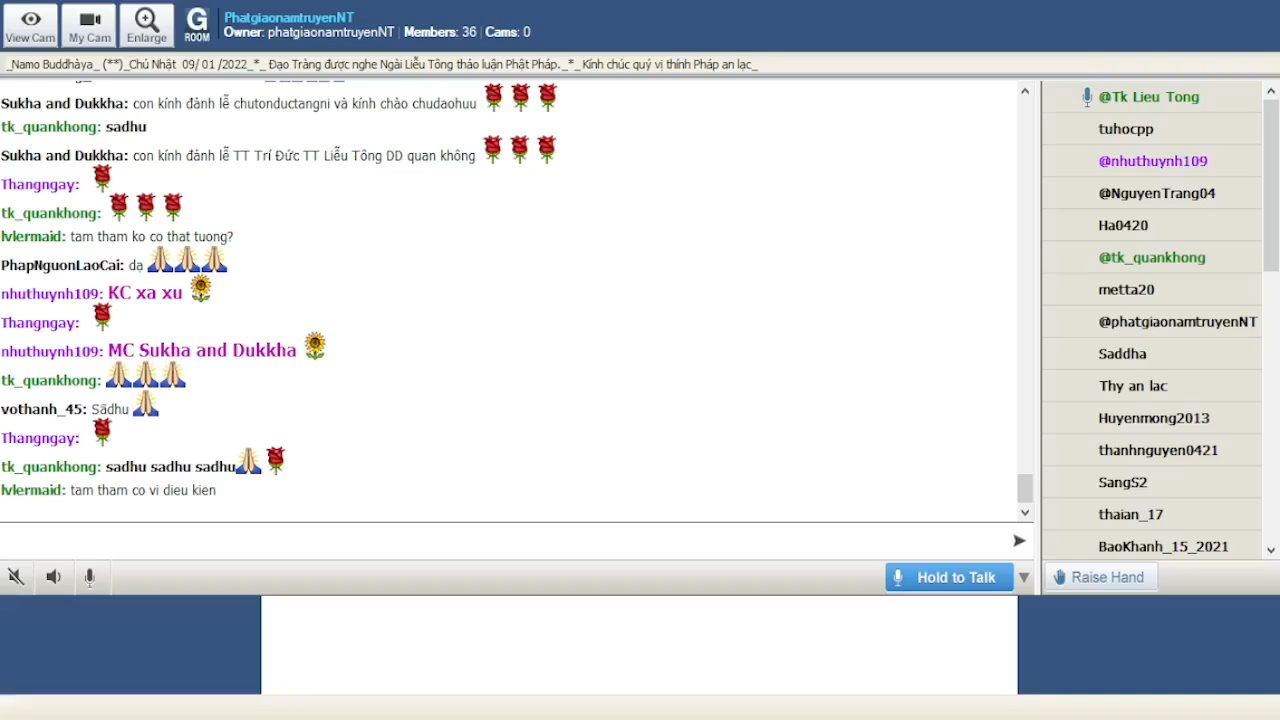 View Cam
My Cam
Enlarge
G
ROOM
PhatgiaonamtruyenNT
Owner: phatgiaonamtruyenNT | Members: 36 | Cams: 0
_Namo Buddhàya_ (**)_Chủ Nhật 09/ 01 /2022_*_ Đạo Tràng được nghe Ngài Liễu Tông thảo luận Phật Pháp._*_ Kính chúc quý vị thính Pháp an lạc_
Sukha and Dukkha: con kính đảnh lễ chutonductangni và kính chào chudaohuu
tk_quankhong: sadhu
Sukha and Dukkha: con kính đảnh lễ TT Trí Đức TT Liễu Tông DD quan không
Thangngay:
tk_quankhong:
lvlermaid: tam tham ko co that tuong?
PhapNguonLaoCai: dạ
nhuthuynh109: KC xa xu
Thangngay:
nhuthuynh109: MC Sukha and Dukkha
tk_quankhong:
vothanh_45: Sādhu
Thangngay:
tk_quankhong: sadhu sadhu sadhu
lvlermaid: tam tham co vi dieu kien
@Tk Lieu Tong
tuhocpp
@nhuthuynh109
@NguyenTrang04
Ha0420
@tk_quankhong
metta20
@phatgiaonamtruyenNT
Saddha
Thy an lac
Huyenmong2013
thanhnguyen0421
SangS2
thaian_17
BaoKhanh_15_2021
Hold to Talk
Raise Hand